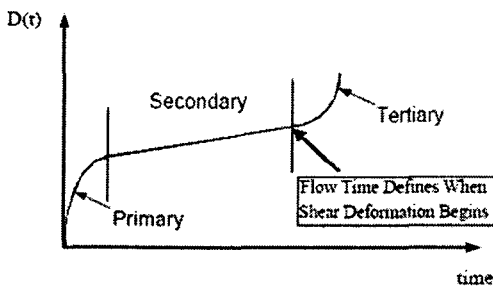 D(t)
Secondary
Tertiary
Primary
Flow Time Defines When
Shear Deformation Begins
time